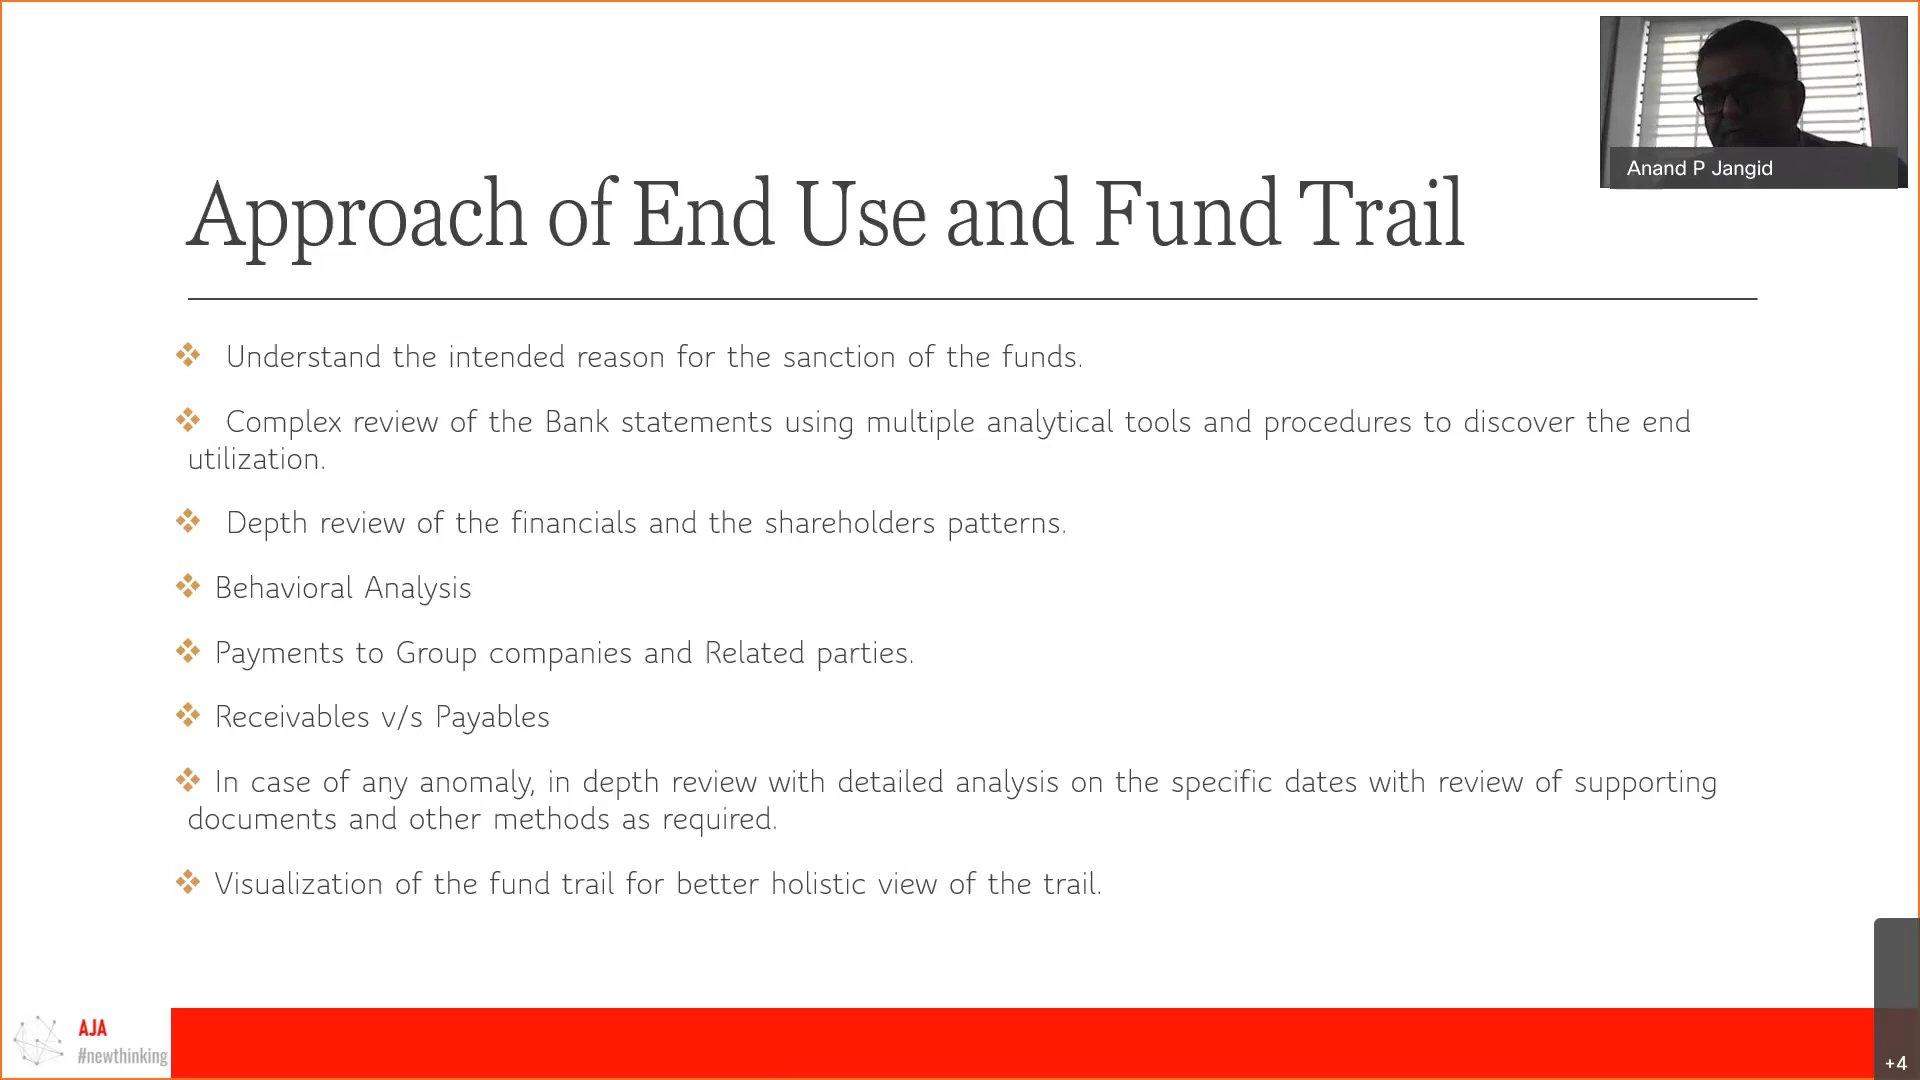 Anand P Jangid
Approach of End Use and Fund Trail
Understand the intended reason for the sanction of the funds.
Complex review of the Bank statements using multiple analytical tools and procedures to discover the end
utilization.
Depth review of the financials and the shareholders patterns.
Behavioral Analysis
Payments to Group companies and Related parties.
Receivables v/s Payables
In case of any anomaly, in depth review with detailed analysis on the specific dates with review of supporting
documents and other methods as required.
Visualization of the fund trail for better holistic view of the trail.
AJA
#newthinking
+4